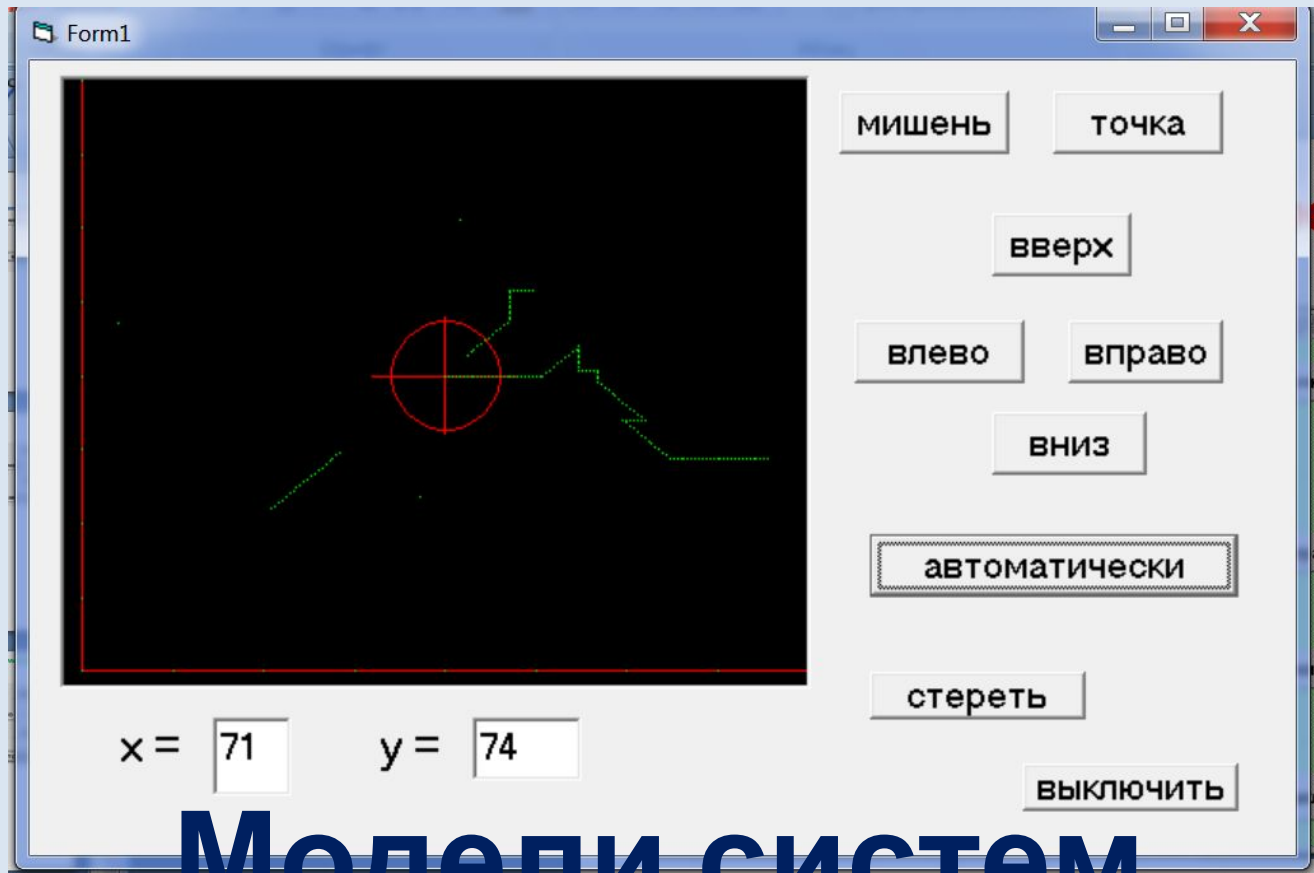 Form1
мишень точка
вверх
влево вправо
вниз
автоматически
стереть
x = 71 y = 74
выключить
Модели систем